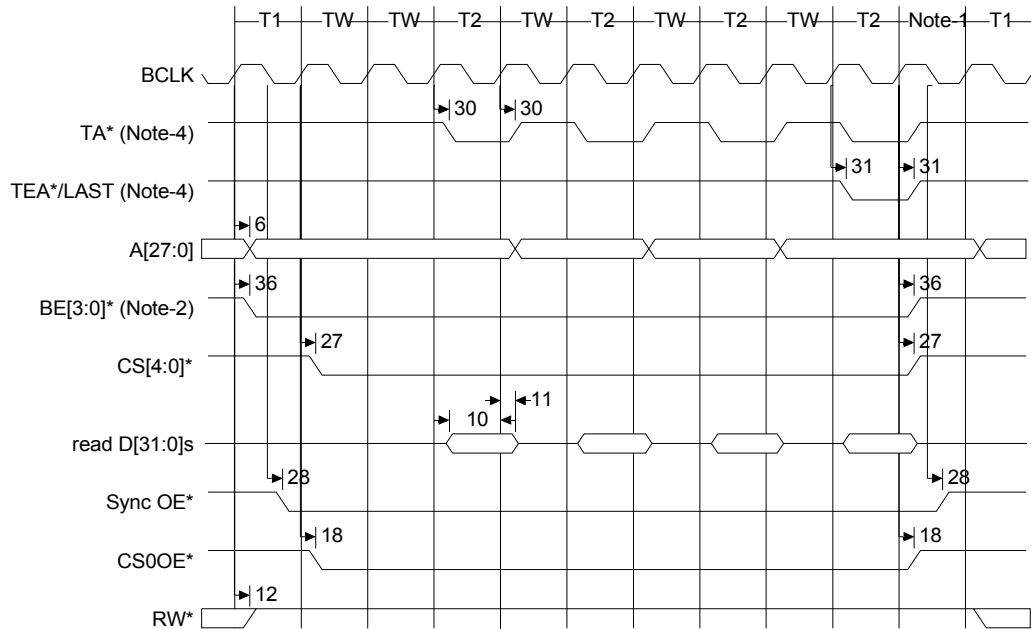 T1 TW TW T2 TW T2 TW T2 TW T2 Note-1 T1
BCLK
30 30
TA* (Note-4)
31 31
TEA*/LAST (Note-4)
6
A[27:0]
36 36
BE[3:0]* (Note-2)
27 27
CS[4:0]*
11
10
read D[31:0]s
28 28
Sync OE*
18 18
CS0OE*
12
RW*